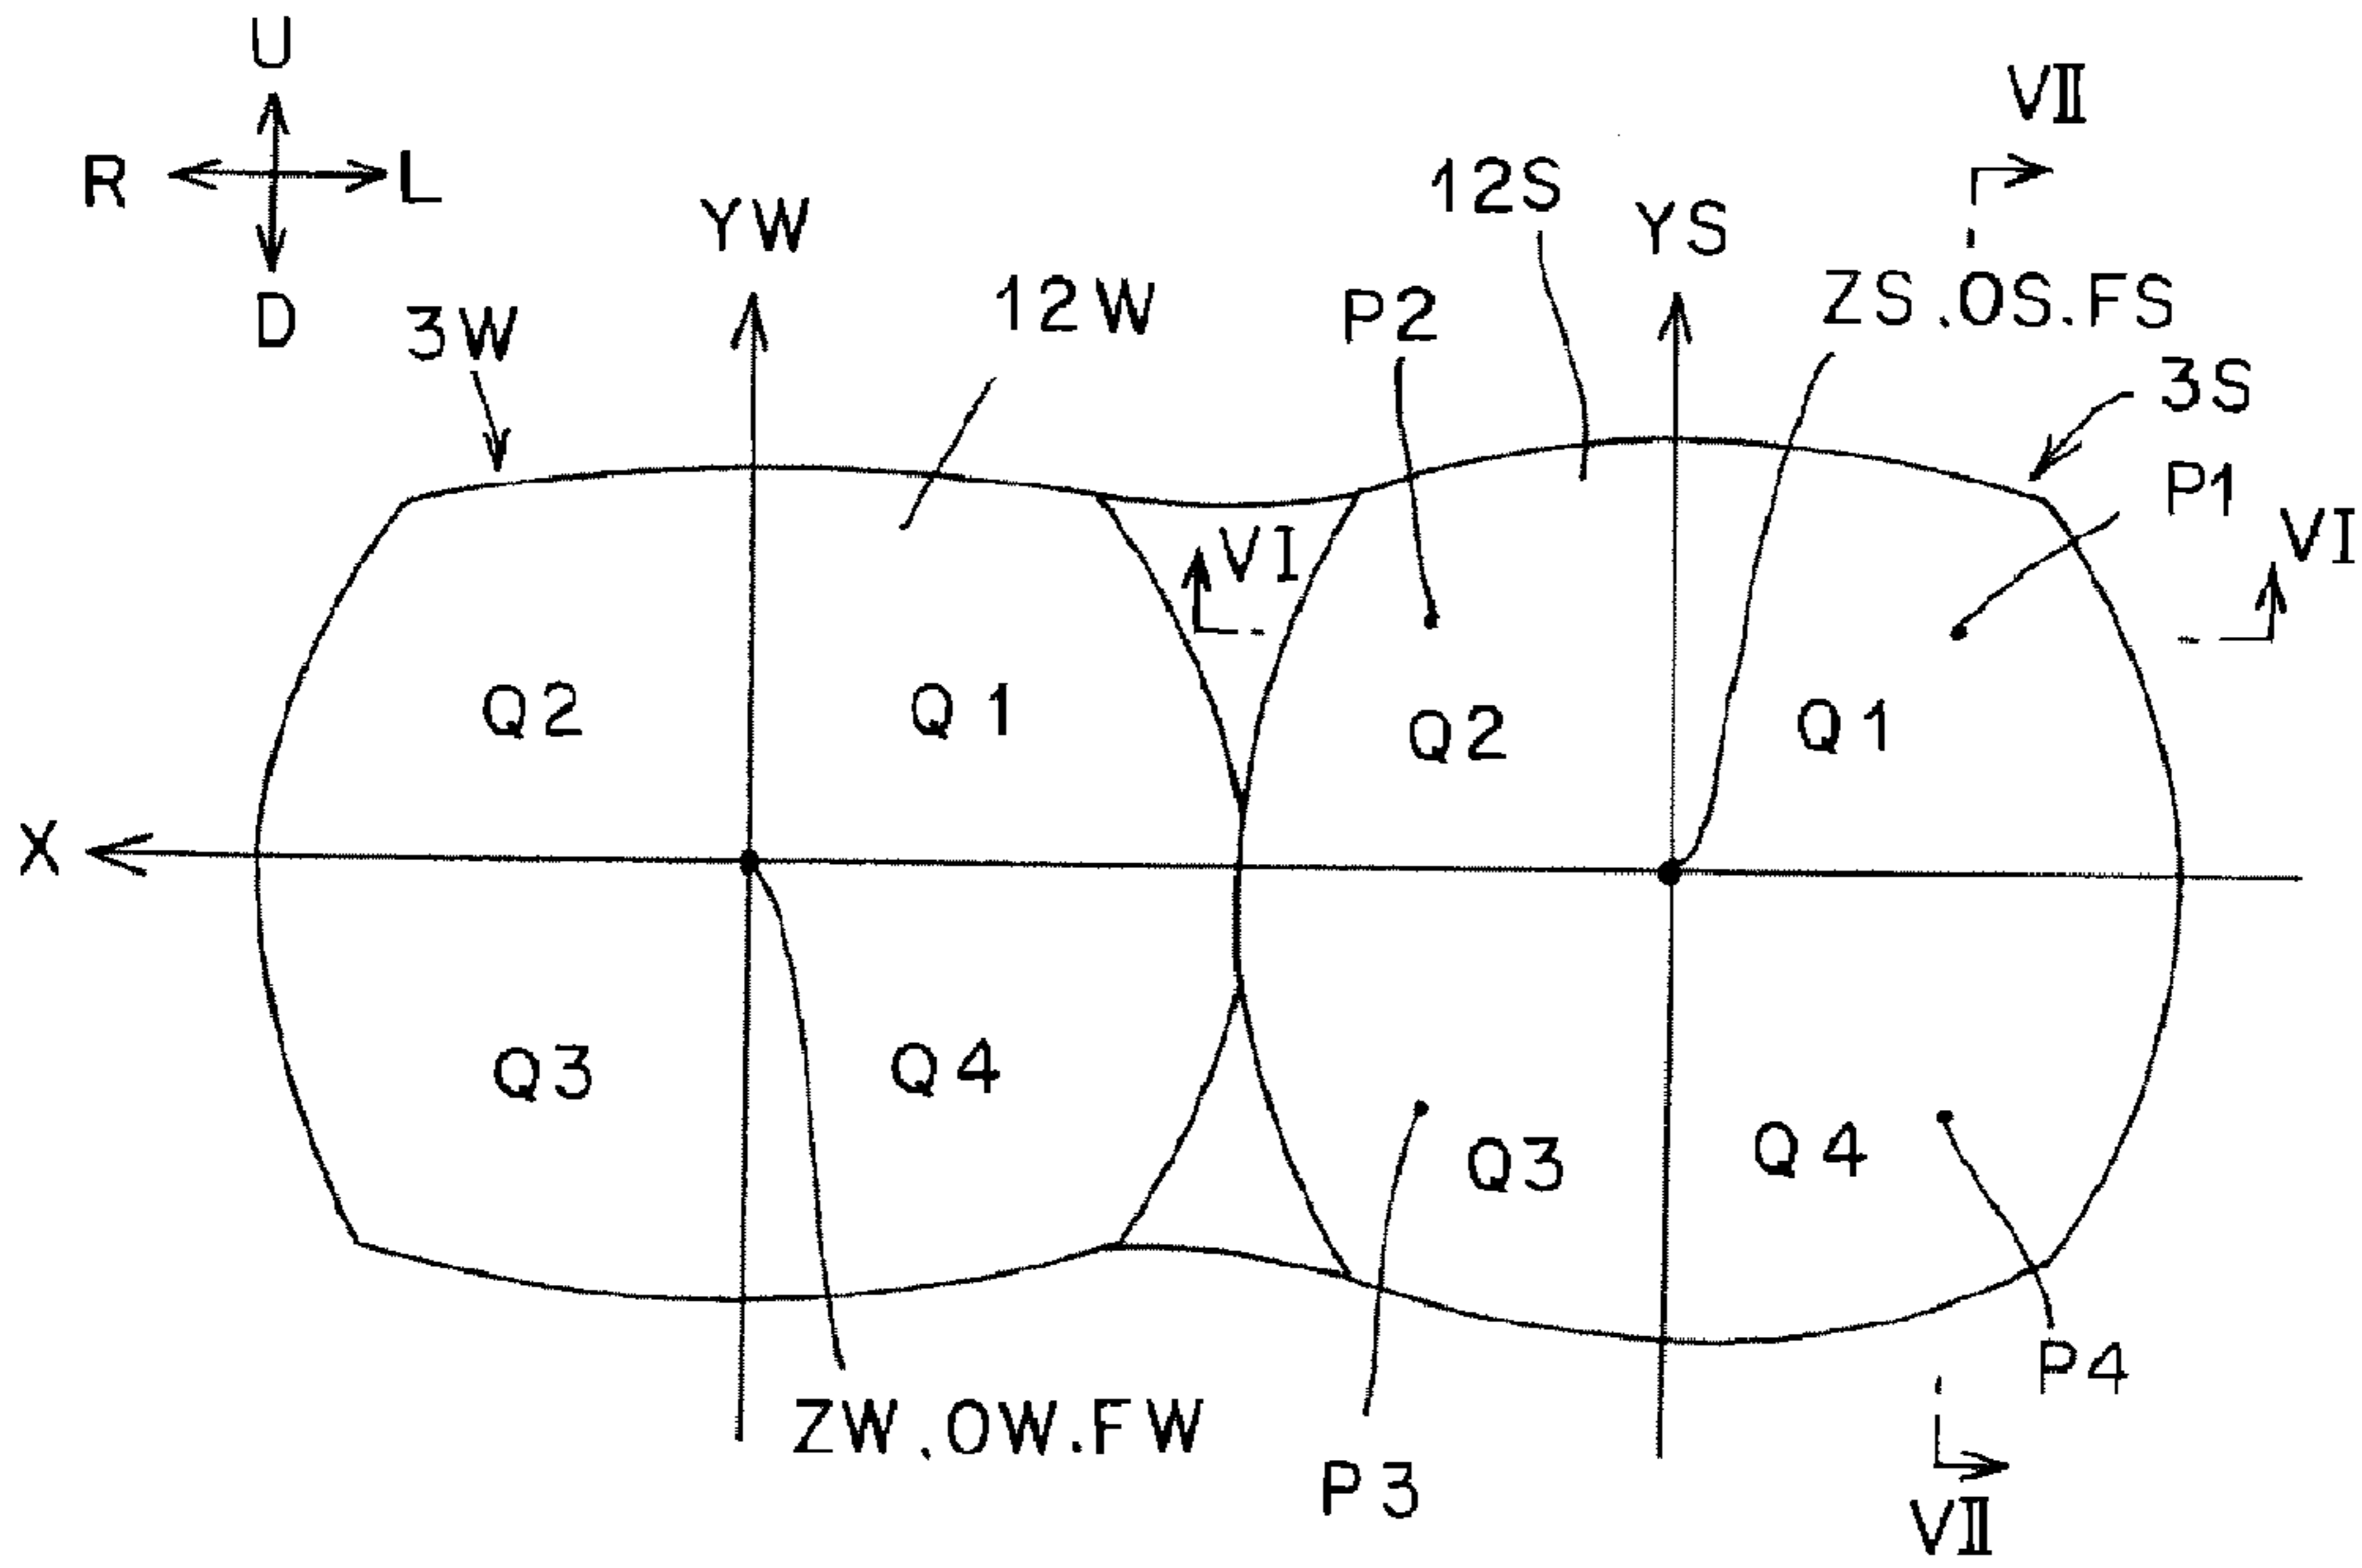 U
R L
D
VII
YW
12S
YS
3W
12W
P2
ZS.OS.FS
3S
P1
VI
VI
Q2 Q1 Q2 Q1
X
Q3 Q4 Q3 Q4
ZW.OW.FW
P3
P4
VII